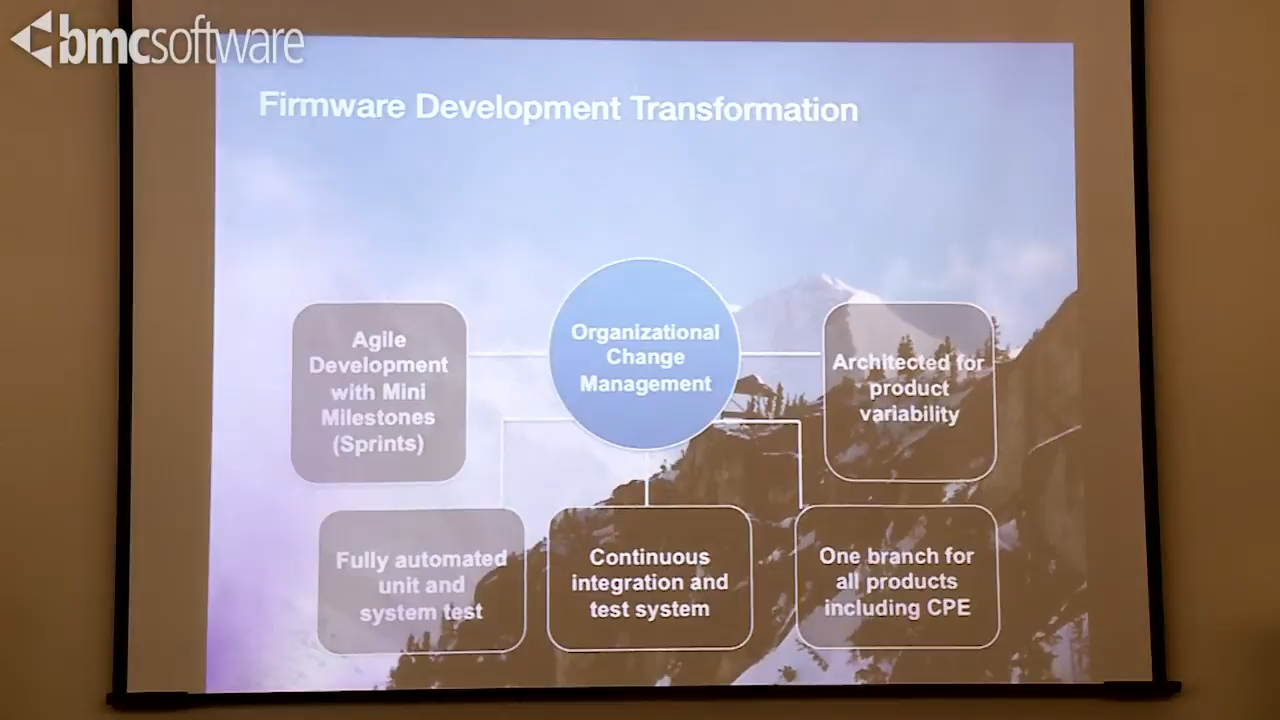 bmcsoftware
Firmware Development Transformation
Organizational
Change
Management
Agile
Development
with Mini
Milestones
(Sprints)
Architected for
product
variability
Fully automated
unit and
system test
Continuous
integration and
test system
One branch for
all products
including CPE